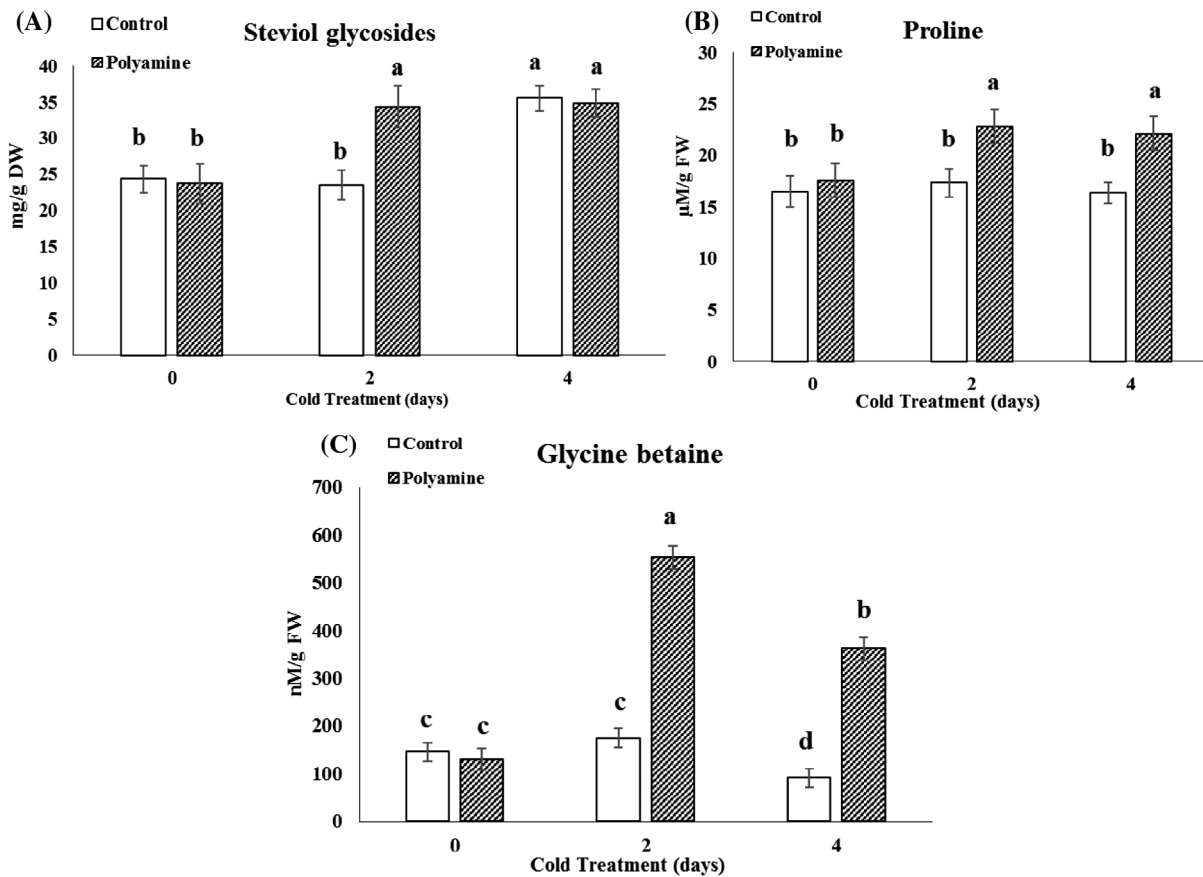 (A)
Control
Polyamine
Steviol glycosides
mg/g DW
40
35
30
25
20
15
10
5
0
b
b
b
a
a
a
0
2
4
Cold Treatment (days)
(B)
Control
Polyamine
Proline
µM/g FW
30
25
20
15
10
5
0
b
b
b
a
b
a
0
2
4
Cold Treatment (days)
(C)
Control
Polyamine
Glycine betaine
nM/g FW
700
600
500
400
300
200
100
0
c
c
c
a
d
b
0
2
4
Cold Treatment (days)